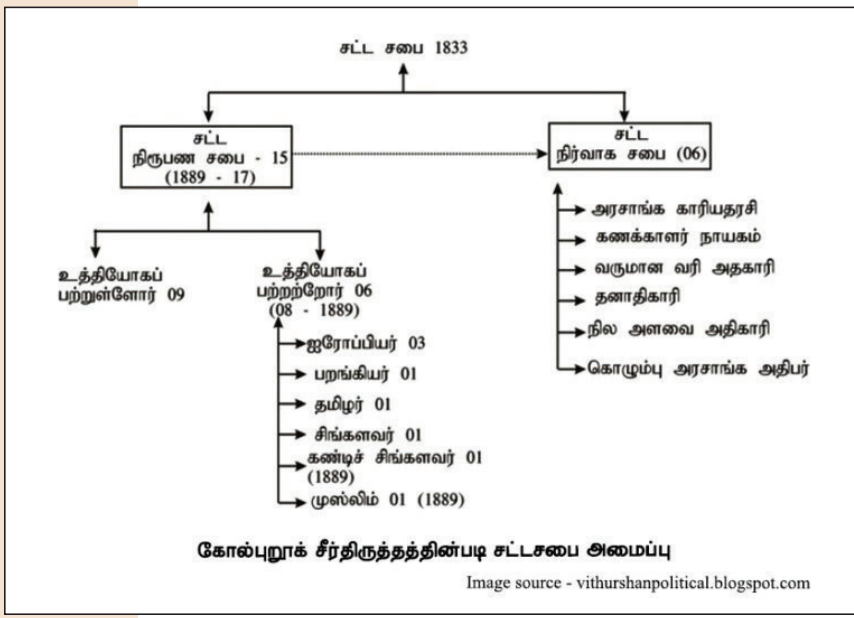 சட்ட சபை 1833
சட்ட
நிரூபண சபை - 15
(1889 - 17)
சட்ட
நிர்வாக சபை (06)
உத்தியோகப்
பற்றுள்ளோர் 09
உத்தியோகப்
பற்றற்றோர் 06
(08 - 1889)
ஐரோப்பியர் 03
பறங்கியர் 01
தமிழர் 01
சிங்களவர் 01
கண்டிச் சிங்களவர் 01
(1889)
முஸ்லிம் 01 (1889)
அரசாங்க காரியதரசி
கணக்காளர் நாயகம்
வருமான வரி அதகாரி
தனாதிகாரி
நில அளவை அதிகாரி
கொழும்பு அரசாங்க அதிபர்
கோல்புறூக் சீர்திருத்தத்தின்படி சட்டசபை அமைப்பு
Image source - vithurshanpolitical.blogspot.com